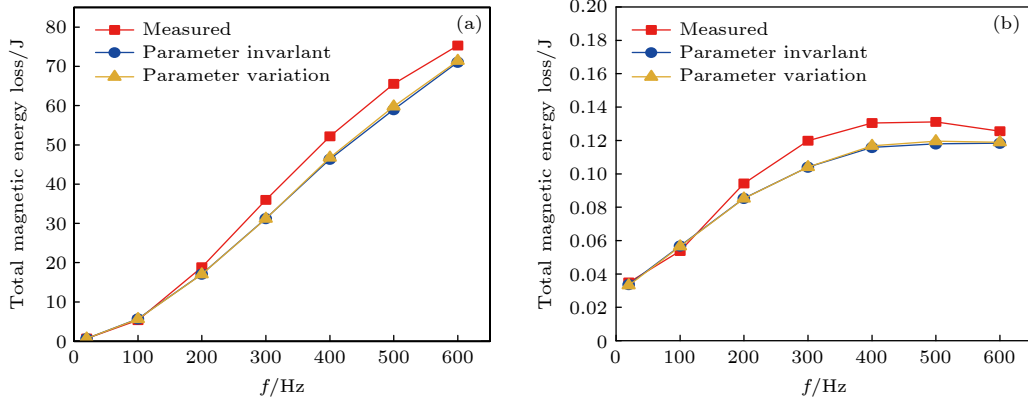 (a)
Measured
Parameter invarlant
Parameter variation
Total magnetic energy loss/J
80
70
60
50
40
30
20
10
0
0 100 200 300 400 500 600
f/Hz
(b)
Measured
Parameter invarlant
Parameter variation
Total magnetic energy loss/J
0.20
0.18
0.16
0.14
0.12
0.10
0.08
0.06
0.04
0.02
0
0 100 200 300 400 500 600
f/Hz